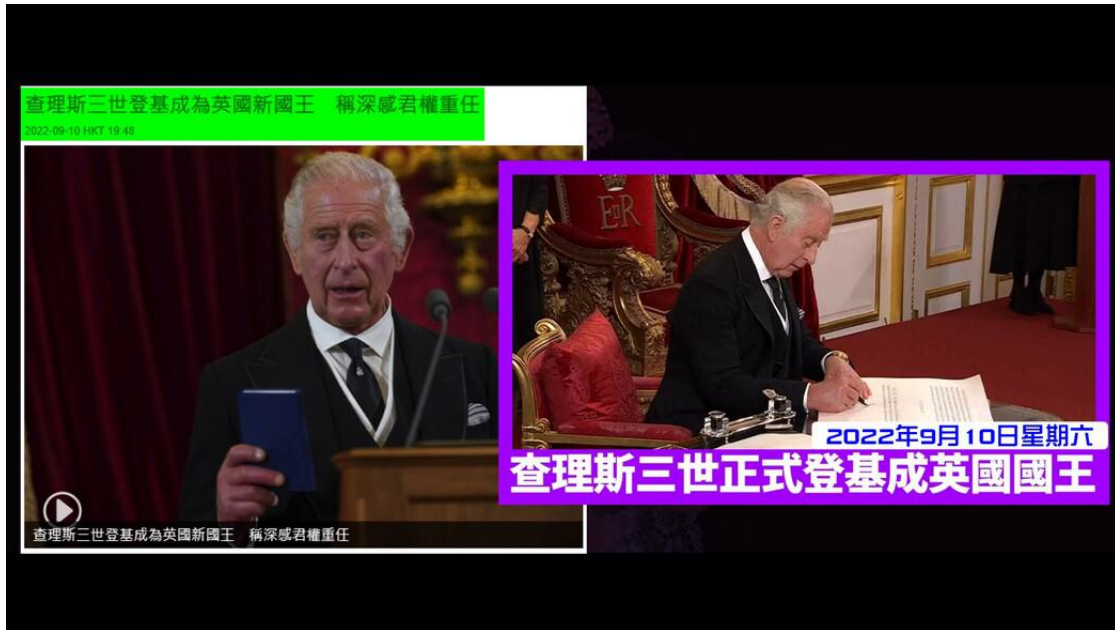 查理斯三世登基成為英國新國王　稱深感君權重任
2022-09-10 HKT 19:48
查理斯三世登基成為英國新國王　稱深感君權重任
EIIR
2022年9月10日星期六
查理斯三世正式登基成英國國王